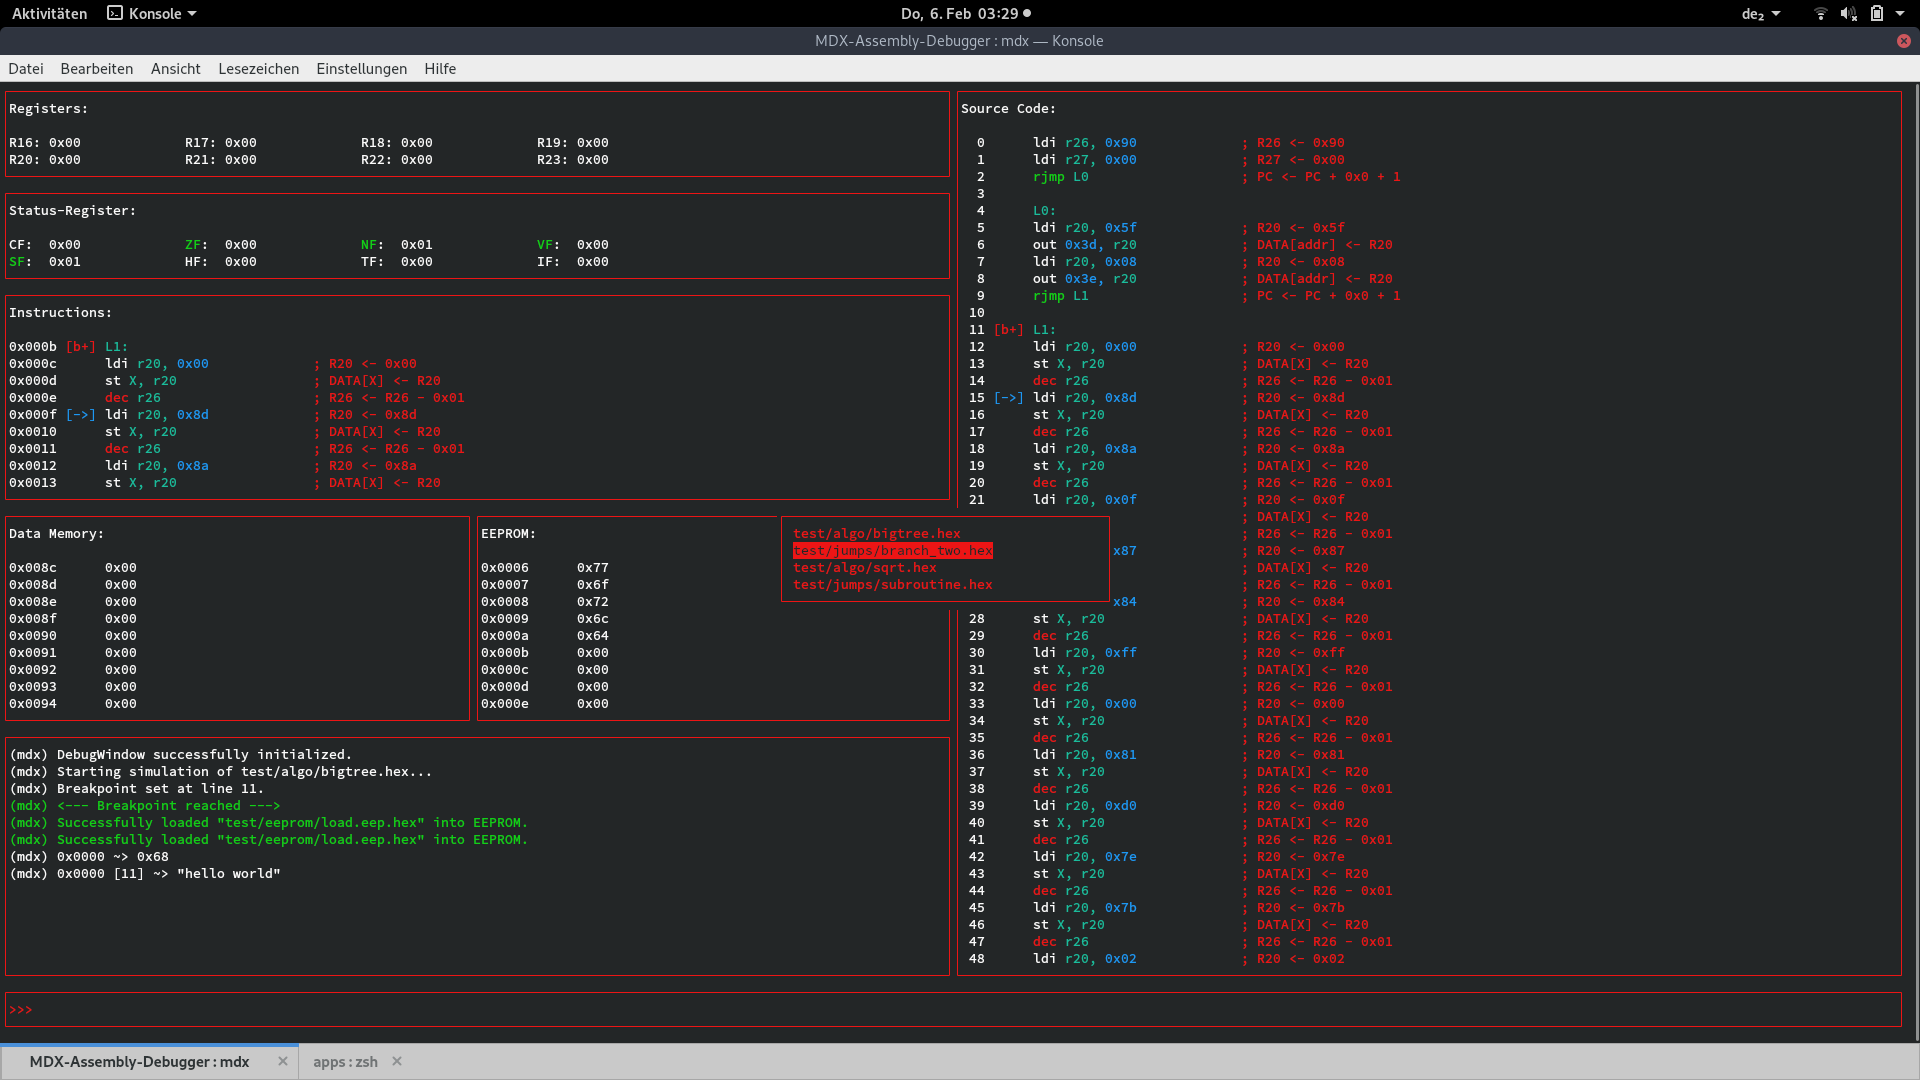 Aktivitäten Konsole Do, 6. Feb 03:29 de₂
MDX-Assembly-Debugger : mdx — Konsole
Datei Bearbeiten Ansicht Lesezeichen Einstellungen Hilfe
Registers:
R16: 0x00 R17: 0x00 R18: 0x00 R19: 0x00
R20: 0x00 R21: 0x00 R22: 0x00 R23: 0x00
Status-Register:
CF: 0x00 ZF: 0x00 NF: 0x01 VF: 0x00
SF: 0x01 HF: 0x00 TF: 0x00 IF: 0x00
Instructions:
0x000b [b+] L1:
0x000c ldi r20, 0x00 ; R20 <- 0x00
0x000d st X, r20 ; DATA[X] <- R20
0x000e dec r26 ; R26 <- R26 - 0x01
0x000f [->] ldi r20, 0x8d ; R20 <- 0x8d
0x0010 st X, r20 ; DATA[X] <- R20
0x0011 dec r26 ; R26 <- R26 - 0x01
0x0012 ldi r20, 0x8a ; R20 <- 0x8a
0x0013 st X, r20 ; DATA[X] <- R20
Data Memory:
0x008c 0x00
0x008d 0x00
0x008e 0x00
0x008f 0x00
0x0090 0x00
0x0091 0x00
0x0092 0x00
0x0093 0x00
0x0094 0x00
EEPROM:
0x0006 0x77
0x0007 0x6f
0x0008 0x72
0x0009 0x6c
0x000a 0x64
0x000b 0x00
0x000c 0x00
0x000d 0x00
0x000e 0x00
test/algo/bigtree.hex
test/jumps/branch_two.hex
test/algo/sqrt.hex
test/jumps/subroutine.hex
(mdx) DebugWindow successfully initialized.
(mdx) Starting simulation of test/algo/bigtree.hex...
(mdx) Breakpoint set at line 11.
(mdx) <--- Breakpoint reached --->
(mdx) Successfully loaded "test/eeprom/load.eep.hex" into EEPROM.
(mdx) Successfully loaded "test/eeprom/load.eep.hex" into EEPROM.
(mdx) 0x0000 ~> 0x68
(mdx) 0x0000 [11] ~> "hello world"
Source Code:
0 ldi r26, 0x90 ; R26 <- 0x90
1 ldi r27, 0x00 ; R27 <- 0x00
2 rjmp L0 ; PC <- PC + 0x0 + 1
3
4 L0:
5 ldi r20, 0x5f ; R20 <- 0x5f
6 out 0x3d, r20 ; DATA[addr] <- R20
7 ldi r20, 0x08 ; R20 <- 0x08
8 out 0x3e, r20 ; DATA[addr] <- R20
9 rjmp L1 ; PC <- PC + 0x0 + 1
10
11 [b+] L1:
12 ldi r20, 0x00 ; R20 <- 0x00
13 st X, r20 ; DATA[X] <- R20
14 dec r26 ; R26 <- R26 - 0x01
15 [->] ldi r20, 0x8d ; R20 <- 0x8d
16 st X, r20 ; DATA[X] <- R20
17 dec r26 ; R26 <- R26 - 0x01
18 ldi r20, 0x8a ; R20 <- 0x8a
19 st X, r20 ; DATA[X] <- R20
20 dec r26 ; R26 <- R26 - 0x01
21 ldi r20, 0x0f ; R20 <- 0x0f
; DATA[X] <- R20
; R26 <- R26 - 0x01
x87 ; R20 <- 0x87
; DATA[X] <- R20
; R26 <- R26 - 0x01
x84 ; R20 <- 0x84
28 st X, r20 ; DATA[X] <- R20
29 dec r26 ; R26 <- R26 - 0x01
30 ldi r20, 0xff ; R20 <- 0xff
31 st X, r20 ; DATA[X] <- R20
32 dec r26 ; R26 <- R26 - 0x01
33 ldi r20, 0x00 ; R20 <- 0x00
34 st X, r20 ; DATA[X] <- R20
35 dec r26 ; R26 <- R26 - 0x01
36 ldi r20, 0x81 ; R20 <- 0x81
37 st X, r20 ; DATA[X] <- R20
38 dec r26 ; R26 <- R26 - 0x01
39 ldi r20, 0xd0 ; R20 <- 0xd0
40 st X, r20 ; DATA[X] <- R20
41 dec r26 ; R26 <- R26 - 0x01
42 ldi r20, 0x7e ; R20 <- 0x7e
43 st X, r20 ; DATA[X] <- R20
44 dec r26 ; R26 <- R26 - 0x01
45 ldi r20, 0x7b ; R20 <- 0x7b
46 st X, r20 ; DATA[X] <- R20
47 dec r26 ; R26 <- R26 - 0x01
48 ldi r20, 0x02 ; R20 <- 0x02
>>>
MDX-Assembly-Debugger : mdx apps : zsh